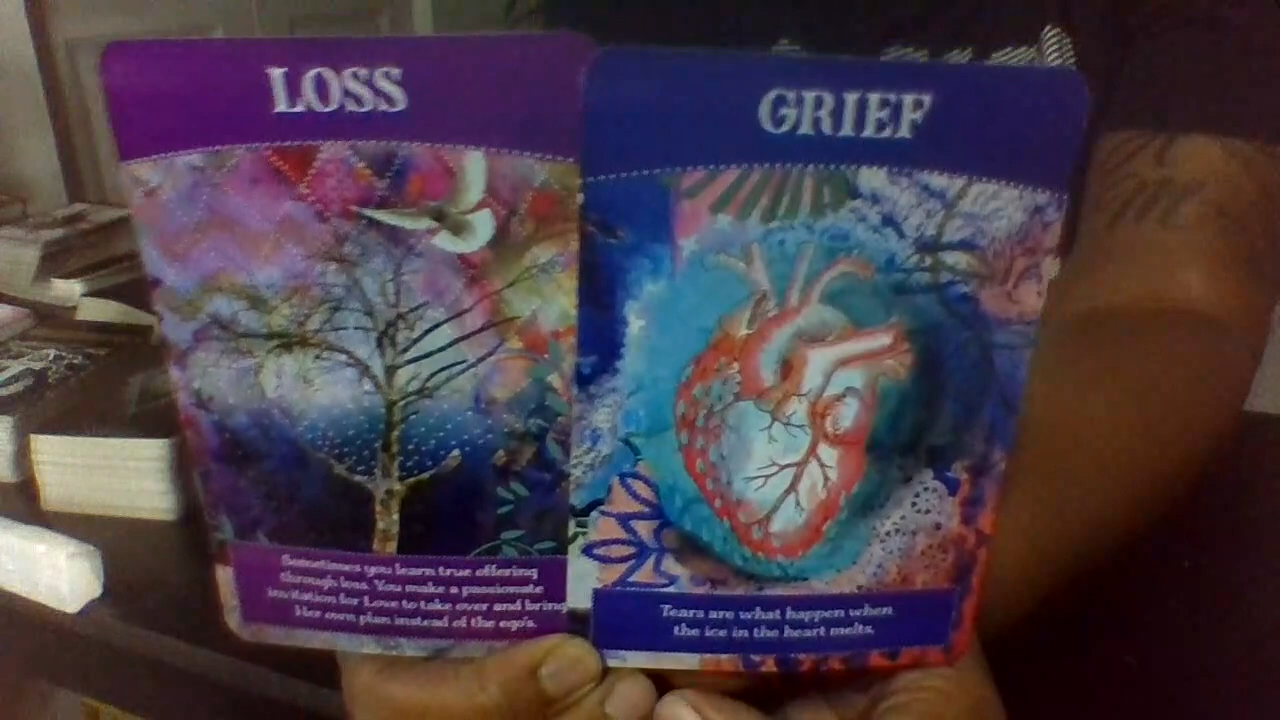 LOSS
Sometimes you learn true offering
through loss. You make a passionate
invitation for Love to take over and bring
Her own plan instead of the ego's.
GRIEF
Tears are what happen when
the ice in the heart melts.